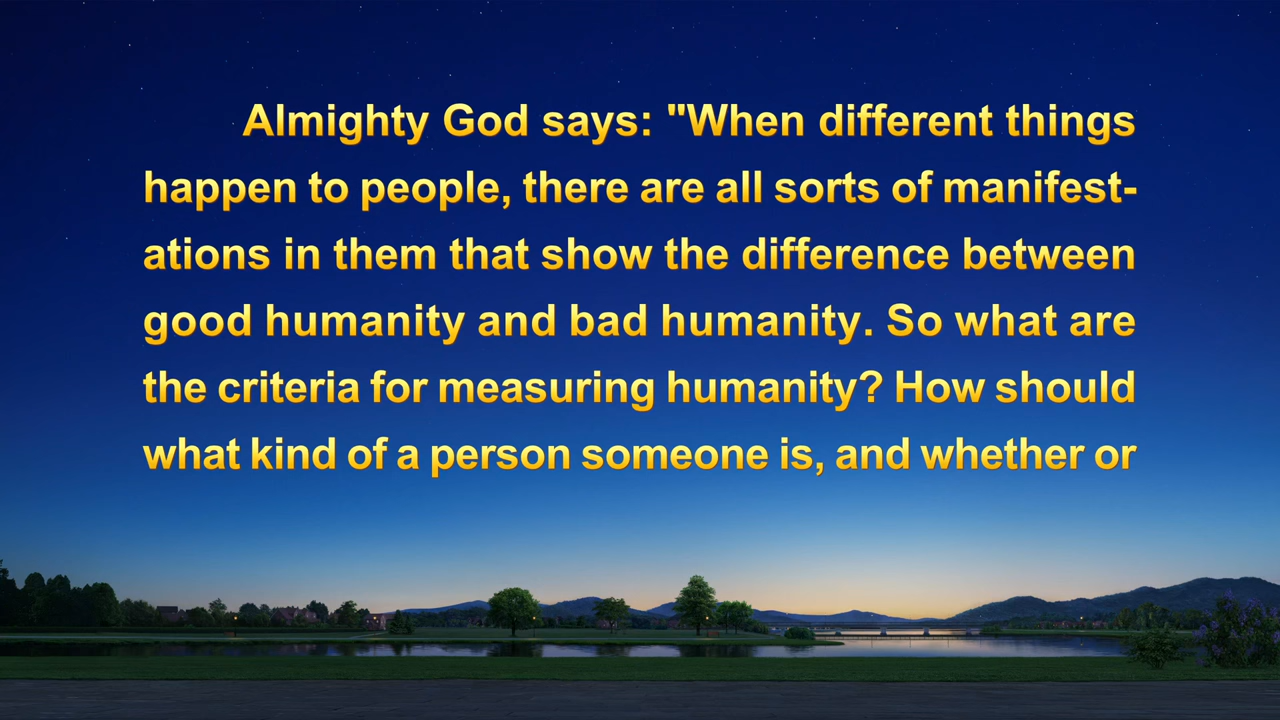 Almighty God says: "When different things
happen to people, there are all sorts of manifest-
ations in them that show the difference between
good humanity and bad humanity. So what are
the criteria for measuring humanity? How should
what kind of a person someone is, and whether or